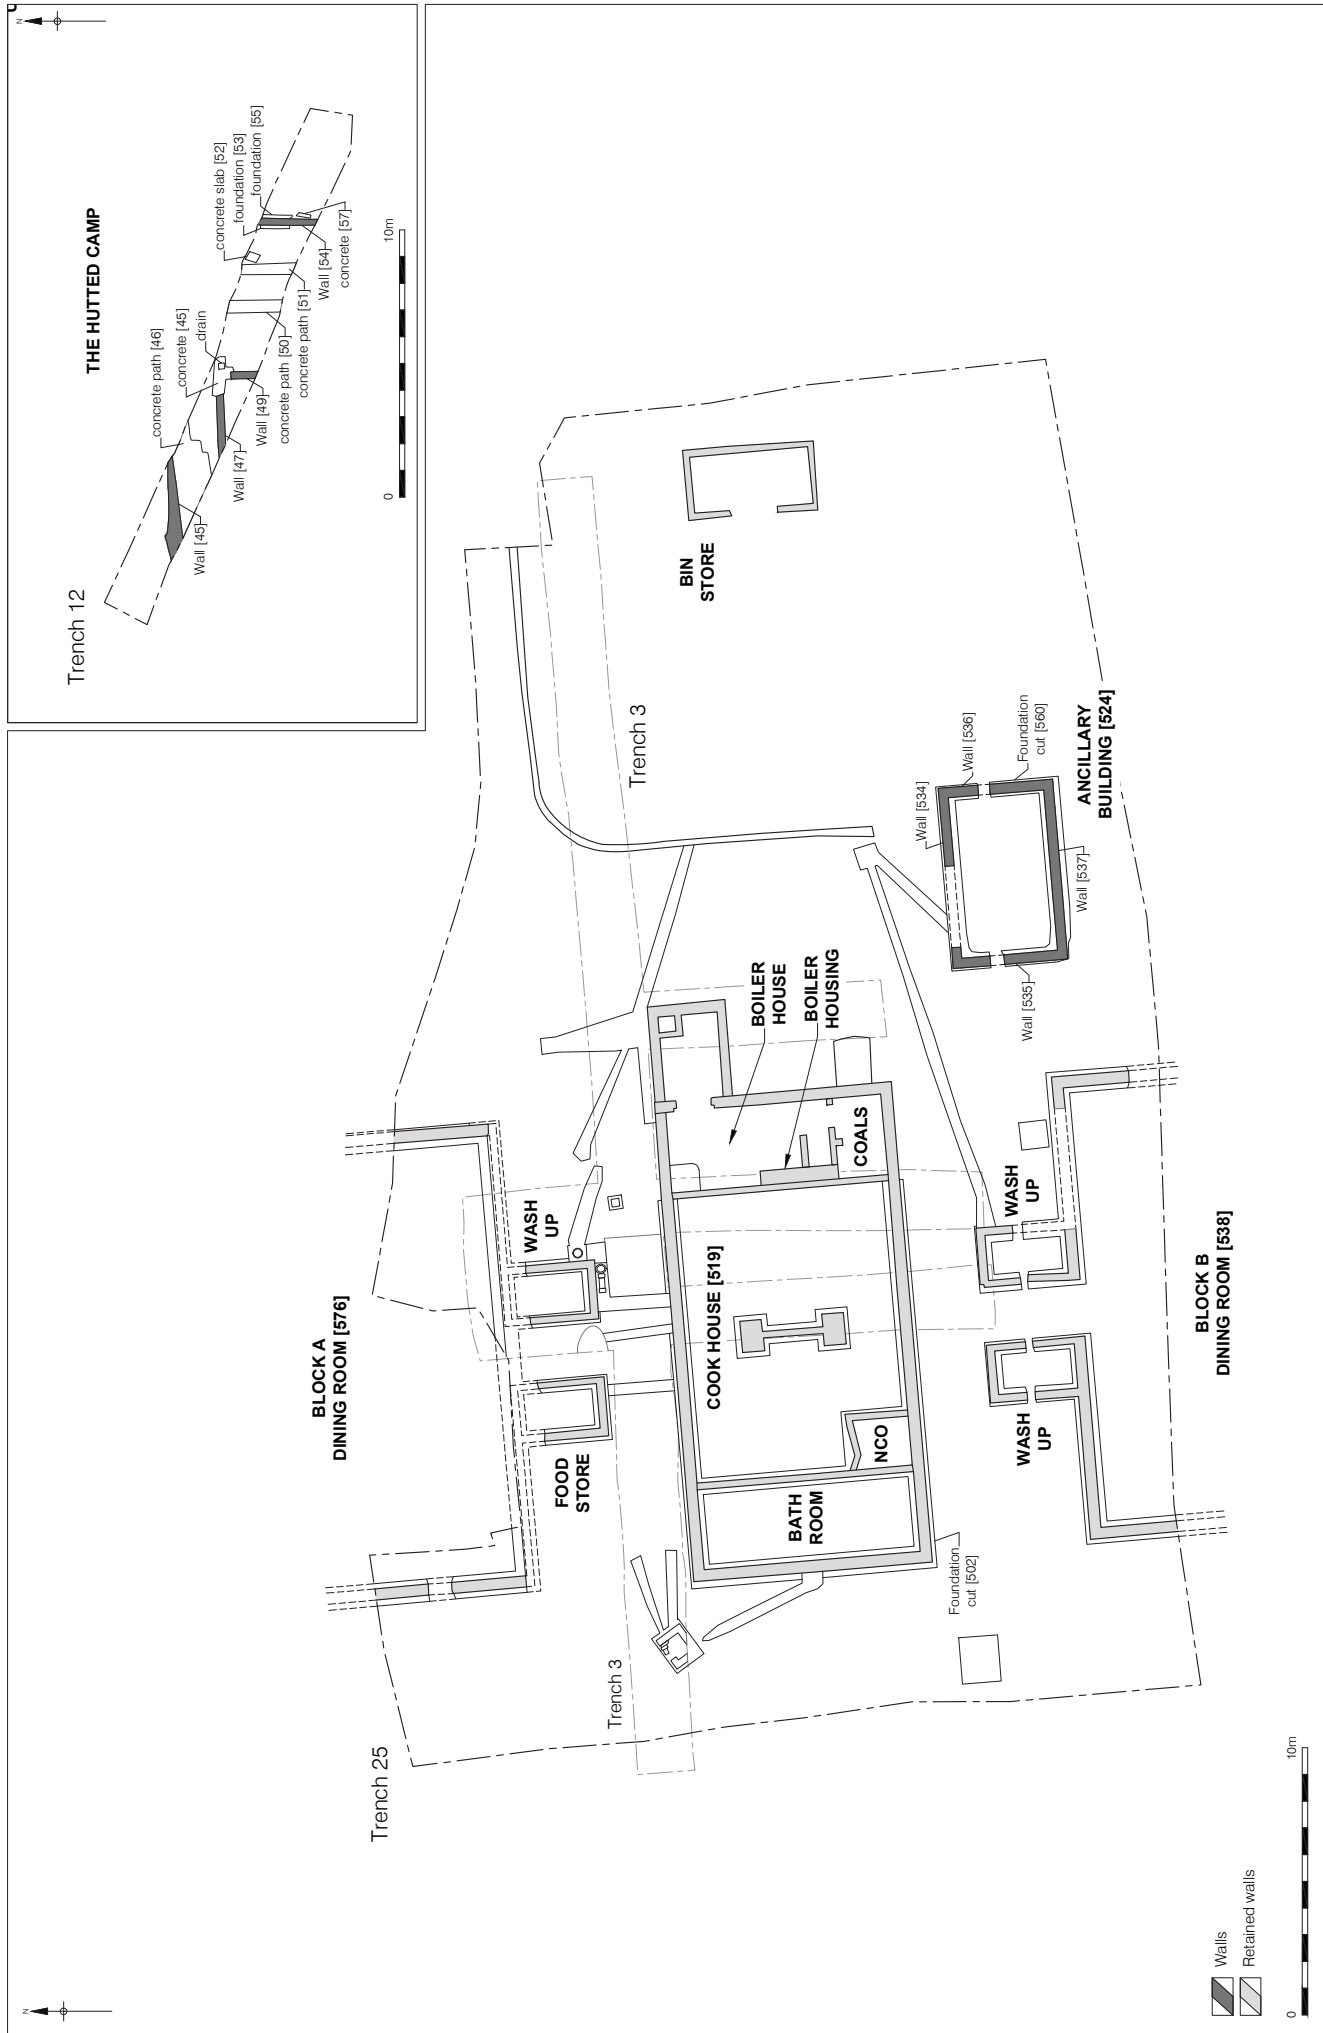 N
THE HUTTED CAMP
Trench 12
concrete path [46]
concrete [45]
drain
concrete slab [52]
foundation [53]
foundation [55]
Wall [45]
Wall [47]
Wall [49]
concrete path [50]
concrete path [51]
Wall [54]
concrete [57]
0
10m
N
Trench 25
BLOCK A
DINING ROOM [576]
FOOD
STORE
WASH
UP
Trench 3
Trench 3
BIN
STORE
BATH
ROOM
NCO
COOK HOUSE [519]
COALS
BOILER
HOUSE
BOILER
HOUSING
Foundation
cut [502]
WASH
UP
WASH
UP
BLOCK B
DINING ROOM [538]
Wall [534]
Wall [536]
Wall [535]
Wall [537]
Foundation
cut [560]
ANCILLARY
BUILDING [524]
Walls
Retained walls
0
10m